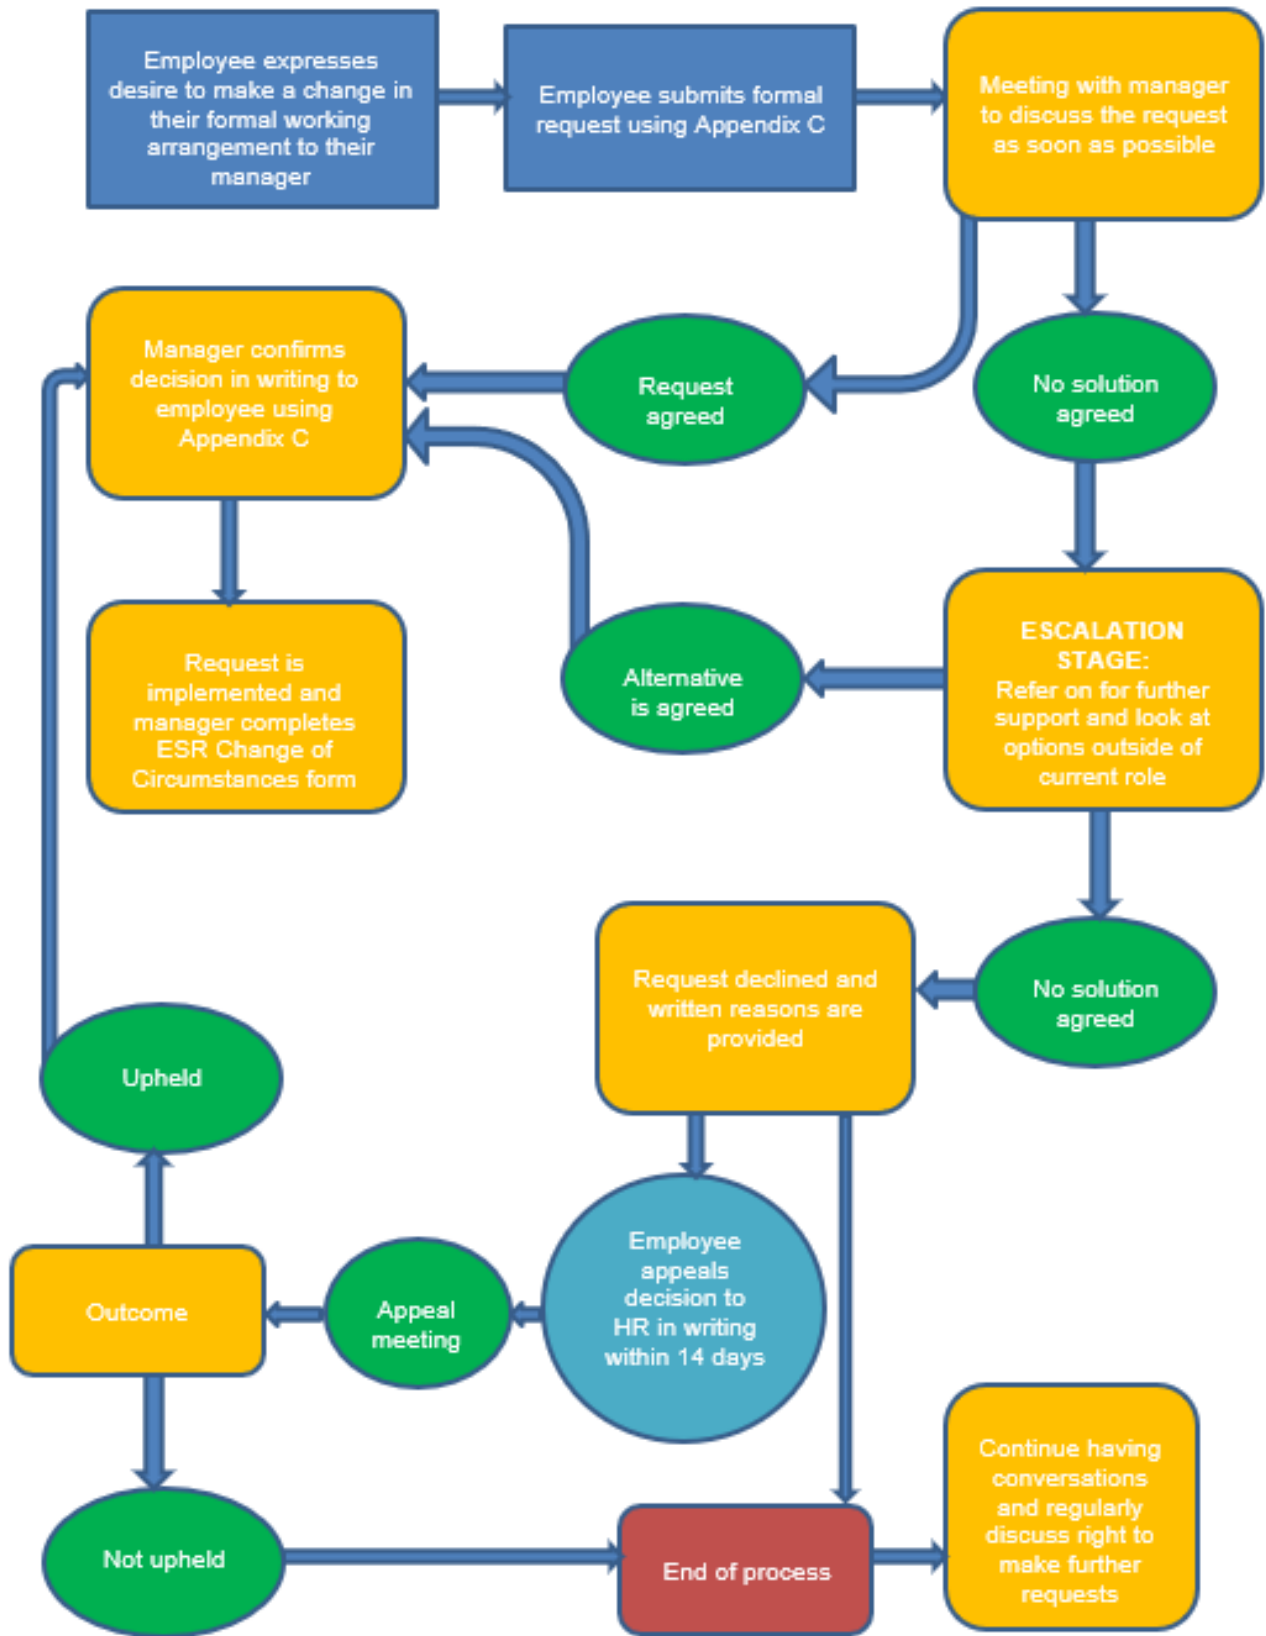 Employee expresses
desire to make a change in
their formal working
arrangement to their
manager
Employee submits formal
request using Appendix C
Meeting with manager
to discuss the request
as soon as possible
Manager confirms
decision in writing to
employee using
Appendix C
Request
agreed
No solution
agreed
Request is
implemented and
manager completes
ESR Change of
Circumstances form
Alternative
is agreed
ESCALATION
STAGE:
Refer on for further
support and look at
options outside of
current role
Request declined and
written reasons are
provided
No solution
agreed
Upheld
Outcome
Appeal
meeting
Employee
appeals
decision to
HR in writing
within 14 days
Not upheld
End of process
Continue having
conversations
and regularly
discuss right to
make further
requests